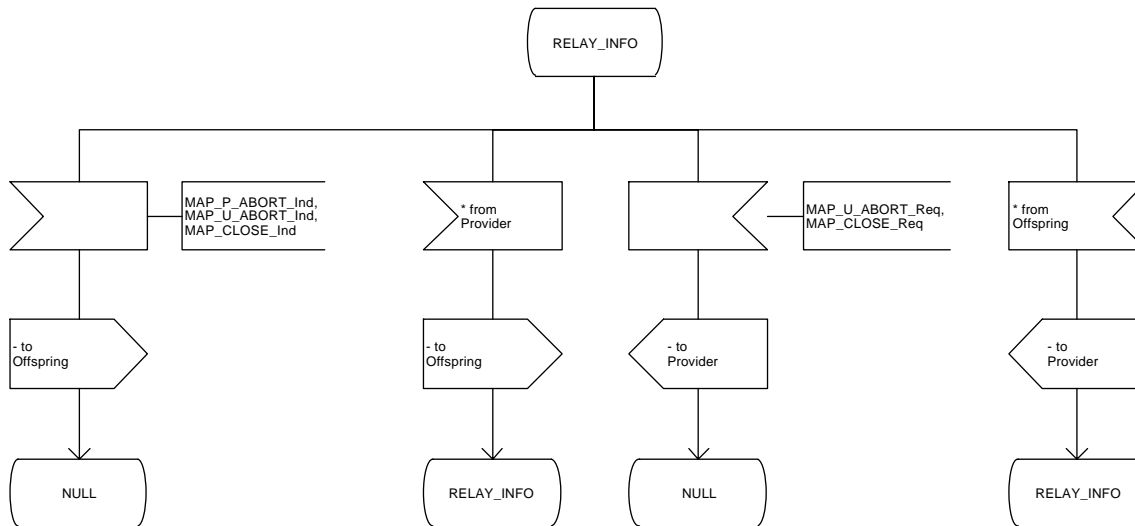 RELAY_INFO
MAP_P_ABORT_Ind,
MAP_U_ABORT_Ind,
MAP_CLOSE_Ind
* from
Provider
MAP_U_ABORT_Req,
MAP_CLOSE_Req
* from
Offspring
- to
Offspring
- to
Offspring
- to
Provider
- to
Provider
NULL
RELAY_INFO
NULL
RELAY_INFO